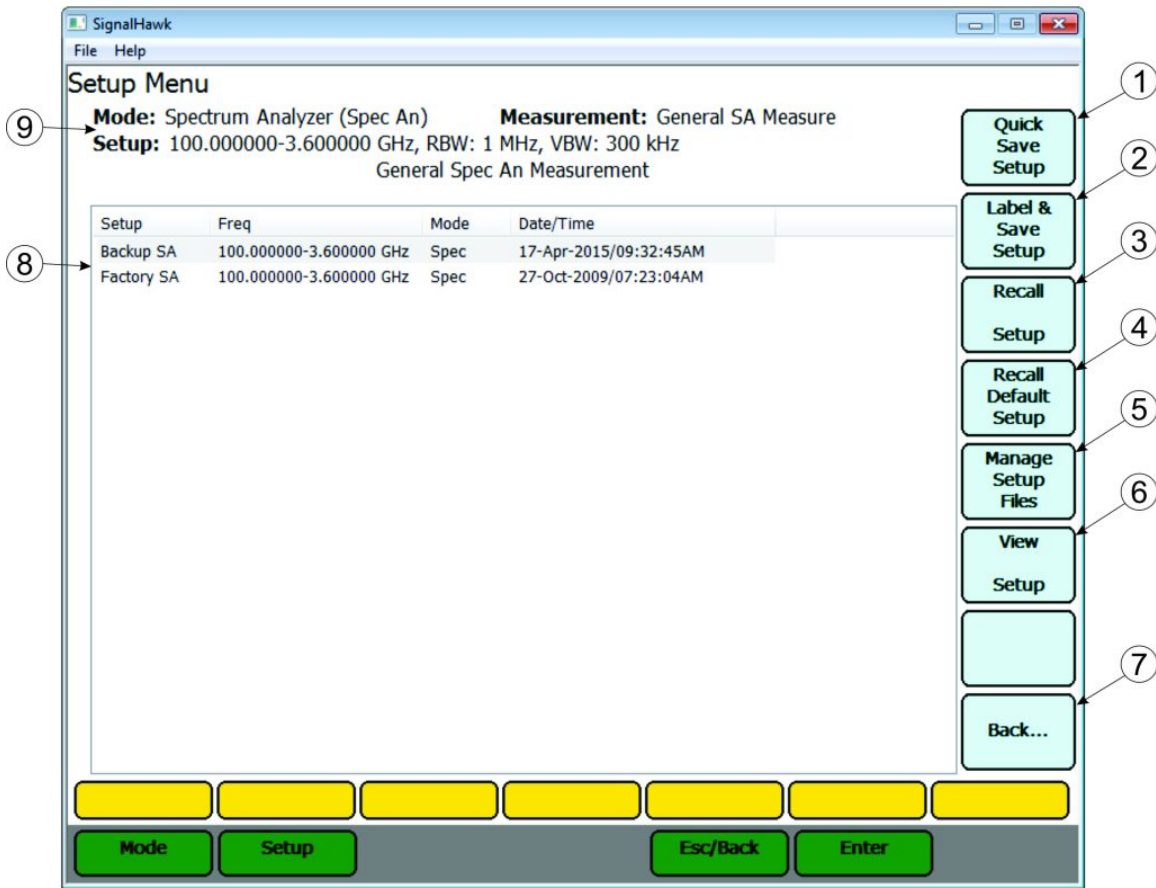 SignalHawk
File Help
Setup Menu
Mode: Spectrum Analyzer (Spec An) Measurement: General SA Measure
Setup: 100.000000-3.600000 GHz, RBW: 1 MHz, VBW: 300 kHz
General Spec An Measurement
Setup Freq Mode Date/Time
Backup SA 100.000000-3.600000 GHz Spec 17-Apr-2015/09:32:45AM
Factory SA 100.000000-3.600000 GHz Spec 27-Oct-2009/07:23:04AM
Quick
Save
Setup
Label &
Save
Setup
Recall
Setup
Recall
Default
Setup
Manage
Setup
Files
View
Setup
Back...
Mode Setup Esc/Back Enter
1
2
3
4
5
6
7
8
9